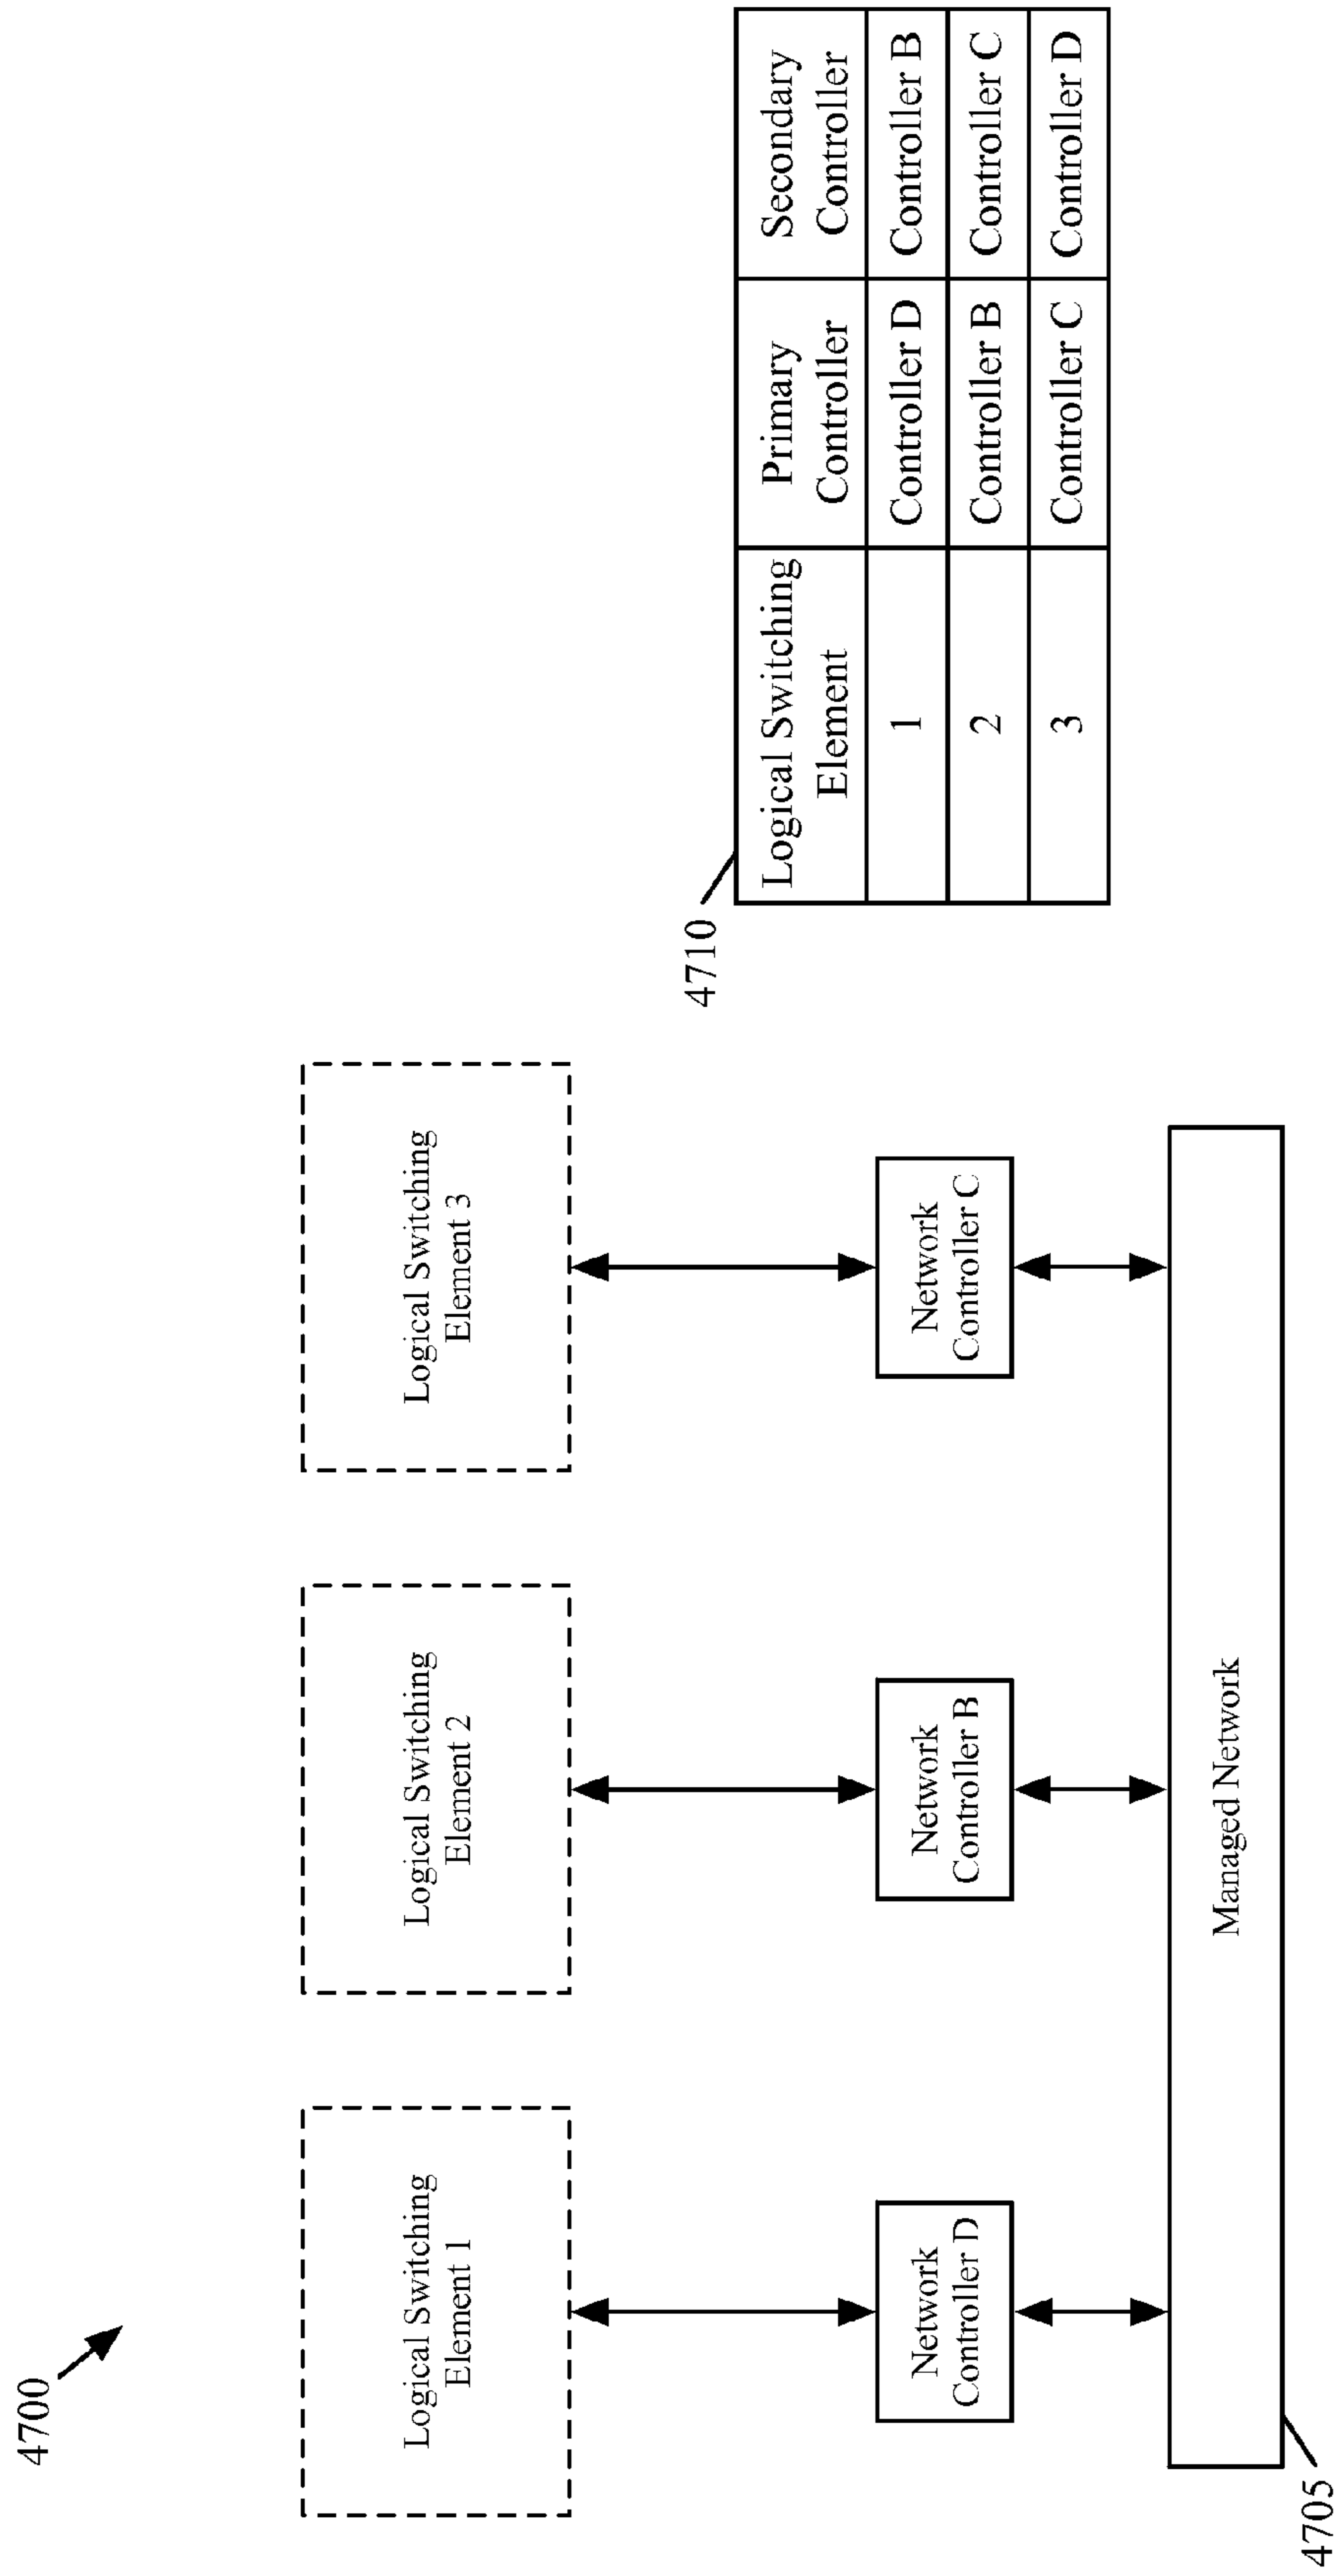 4700
Logical Switching
Element 1
Logical Switching
Element 2
Logical Switching
Element 3
Network
Controller D
Network
Controller B
Network
Controller C
Managed Network
4705
4710
Logical Switching
Element
Primary
Controller
Secondary
Controller
1 Controller D Controller B
2 Controller B Controller C
3 Controller C Controller D